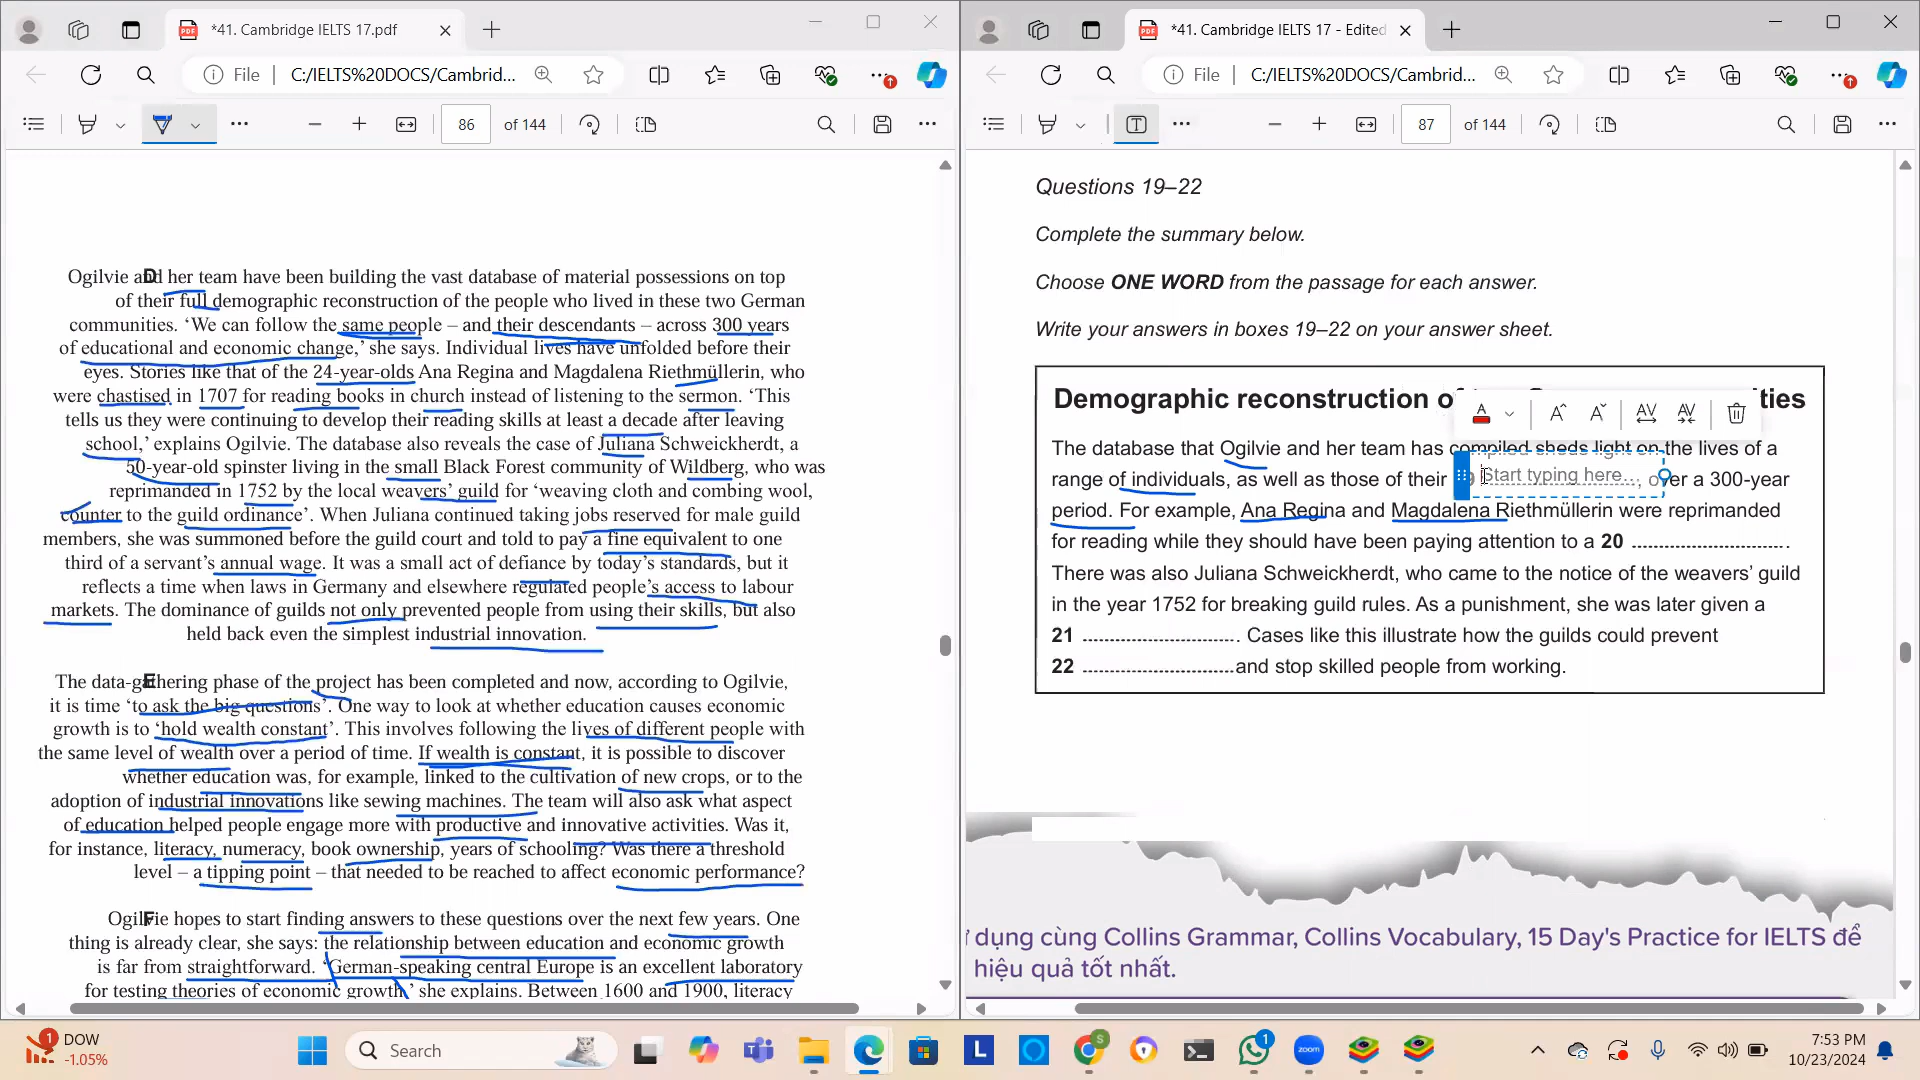 *41. Cambridge IELTS 17.pdf
*41. Cambridge IELTS 17 - Edited
File
C:/IELTS%20DOCS/Cambrid...
File
C:/IELTS%20DOCS/Cambrid...
86 of 144
87 of 144
D
Ogilvie and her team have been building the vast database of material possessions on top
of their full demographic reconstruction of the people who lived in these two German
communities. ‘We can follow the same people – and their descendants – across 300 years
of educational and economic change,’ she says. Individual lives have unfolded before their
eyes. Stories like that of the 24-year-olds Ana Regina and Magdalena Riethmüllerin, who
were chastised in 1707 for reading books in church instead of listening to the sermon. ‘This
tells us they were continuing to develop their reading skills at least a decade after leaving
school,’ explains Ogilvie. The database also reveals the case of Juliana Schweickherdt, a
50-year-old spinster living in the small Black Forest community of Wildberg, who was
reprimanded in 1752 by the local weavers’ guild for ‘weaving cloth and combing wool,
counter to the guild ordinance’. When Juliana continued taking jobs reserved for male guild
members, she was summoned before the guild court and told to pay a fine equivalent to one
third of a servant’s annual wage. It was a small act of defiance by today’s standards, but it
reflects a time when laws in Germany and elsewhere regulated people’s access to labour
markets. The dominance of guilds not only prevented people from using their skills, but also
held back even the simplest industrial innovation.
E
The data-gathering phase of the project has been completed and now, according to Ogilvie,
it is time ‘to ask the big questions’. One way to look at whether education causes economic
growth is to ‘hold wealth constant’. This involves following the lives of different people with
the same level of wealth over a period of time. If wealth is constant, it is possible to discover
whether education was, for example, linked to the cultivation of new crops, or to the
adoption of industrial innovations like sewing machines. The team will also ask what aspect
of education helped people engage more with productive and innovative activities. Was it,
for instance, literacy, numeracy, book ownership, years of schooling? Was there a threshold
level – a tipping point – that needed to be reached to affect economic performance?
F
Ogilvie hopes to start finding answers to these questions over the next few years. One
thing is already clear, she says: the relationship between education and economic growth
is far from straightforward. ‘German-speaking central Europe is an excellent laboratory
for testing theories of economic growth,’ she explains. Between 1600 and 1900, literacy
Questions 19–22
Complete the summary below.
Choose ONE WORD from the passage for each answer.
Write your answers in boxes 19–22 on your answer sheet.
Demographic reconstruction of
The database that Ogilvie and her team has compiled sheds light on the lives of a
range of individuals, as well as those of their Start typing here..., over a 300-year
period. For example, Ana Regina and Magdalena Riethmüllerin were reprimanded
for reading while they should have been paying attention to a 20 ............................
There was also Juliana Schweickherdt, who came to the notice of the weavers’ guild
in the year 1752 for breaking guild rules. As a punishment, she was later given a
21 ............................ . Cases like this illustrate how the guilds could prevent
22 ............................ and stop skilled people from working.
dụng cùng Collins Grammar, Collins Vocabulary, 15 Day's Practice for IELTS để
hiệu quả tốt nhất.
1
DOW
-1.05%
Search
L
S
1
zoom
7:53 PM
10/23/2024